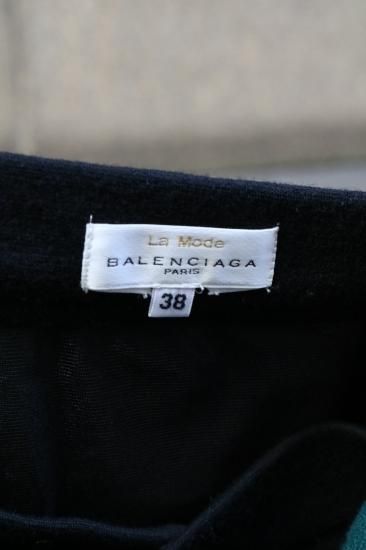 La Mode
BALENCIAGA
PARIS
38